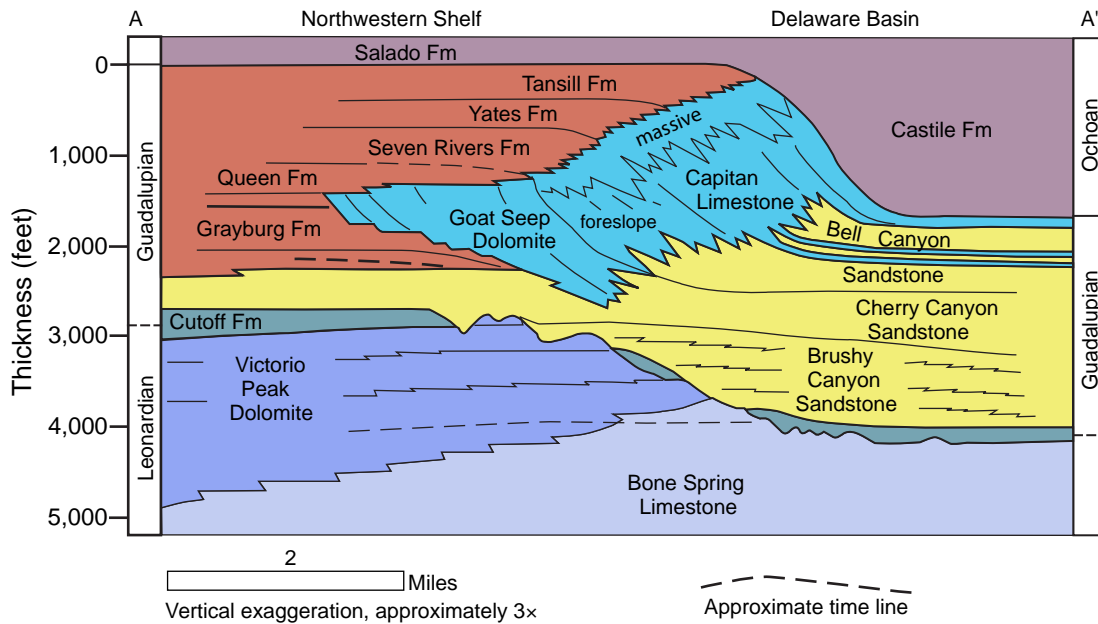 A
Northwestern Shelf
Delaware Basin
A'
Thickness (feet)
0
1,000
2,000
3,000
4,000
5,000
Guadalupian
Leonardian
Salado Fm
Tansill Fm
Yates Fm
Seven Rivers Fm
Queen Fm
Grayburg Fm
Goat Seep
Dolomite
massive
foreslope
Capitan
Limestone
Castile Fm
Bell Canyon
Sandstone
Cherry Canyon
Sandstone
Brushy
Canyon
Sandstone
Cutoff Fm
Victorio
Peak
Dolomite
Bone Spring
Limestone
Ochoan
Guadalupian
2
Miles
Vertical exaggeration, approximately 3×
Approximate time line